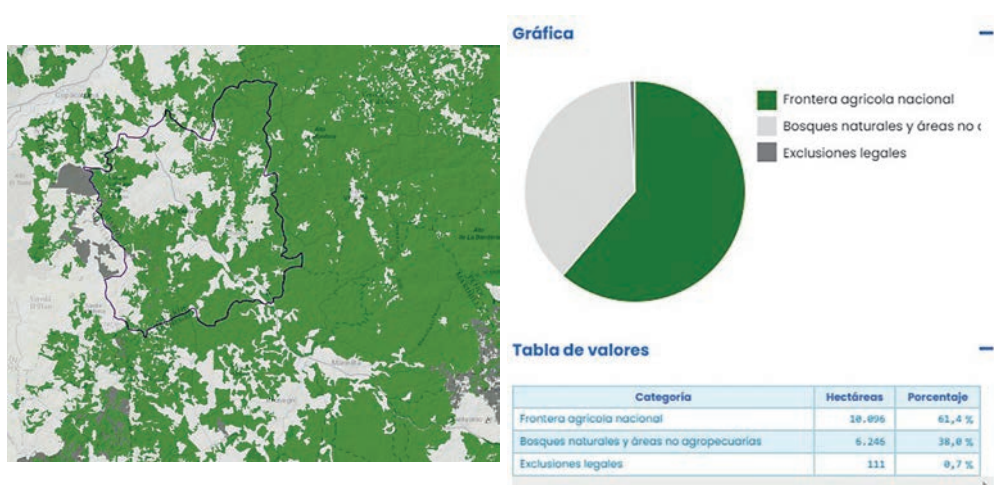 Gráfica
Frontera agrícola nacional
Bosques naturales y áreas no
Exclusiones legales
Tabla de valores
Categoría Hectáreas Porcentaje
Frontera agrícola nacional 10.096 61,4 %
Bosques naturales y áreas no agropecuarias 6.246 38,0 %
Exclusiones legales 111 0,7 %